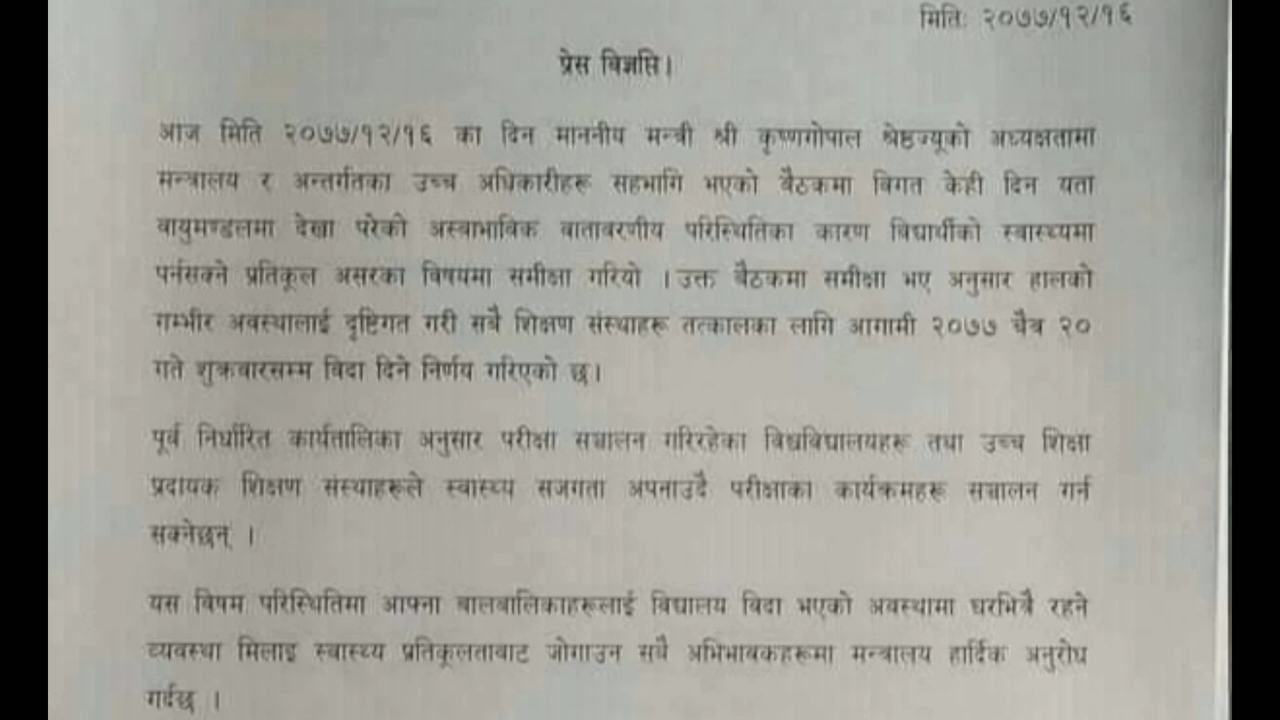 मिति: २०७७/१२/१६
प्रेस विज्ञप्ति।
आज मिति २०७७/१२/१६ का दिन माननीय मन्त्री श्री कृष्णगोपाल श्रेष्ठज्यूको अध्यक्षतामा
मन्त्रालय र अन्तर्गतका उच्च अधिकारीहरू सहभागि भएको बैठकमा विगत केही दिन यता
वायुमण्डलमा देखा परेको अस्वाभाविक वातावरणीय परिस्थितिका कारण विद्यार्थीको स्वास्थ्यमा
पर्नसक्ने प्रतिकूल असरका विषयमा समीक्षा गरियो । उक्त बैठकमा समीक्षा भए अनुसार हालको
गम्भीर अवस्थालाई दृष्टिगत गरी सबै शिक्षण संस्थाहरू तत्कालका लागि आगामी २०७७ चैत्र २०
गते शुक्रवारसम्म विदा दिने निर्णय गरिएको छ।
पूर्व निर्धारित कार्यतालिका अनुसार परीक्षा सञ्चालन गरिरहेका विश्वविद्यालयहरू तथा उच्च शिक्षा
प्रदायक शिक्षण संस्थाहरूले स्वास्थ्य सजगता अपनाउदै परीक्षाका कार्यक्रमहरू सञ्चालन गर्न
सक्नेछन् ।
यस विषम परिस्थितिमा आफ्ना बालबालिकाहरूलाई विद्यालय विदा भएको अवस्थामा घरभित्रै रहने
व्यवस्था मिलाइ स्वास्थ्य प्रतिकूलताबाट जोगाउन सबै अभिभावकहरूमा मन्त्रालय हार्दिक अनुरोध
गर्दछ ।